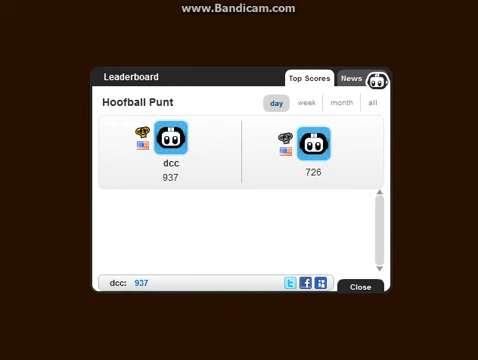 www.Bandicam.com
Leaderboard
Top Scores
News
Hoofball Punt
day
week
month
all
dcc
937
726
dcc: 937
Close